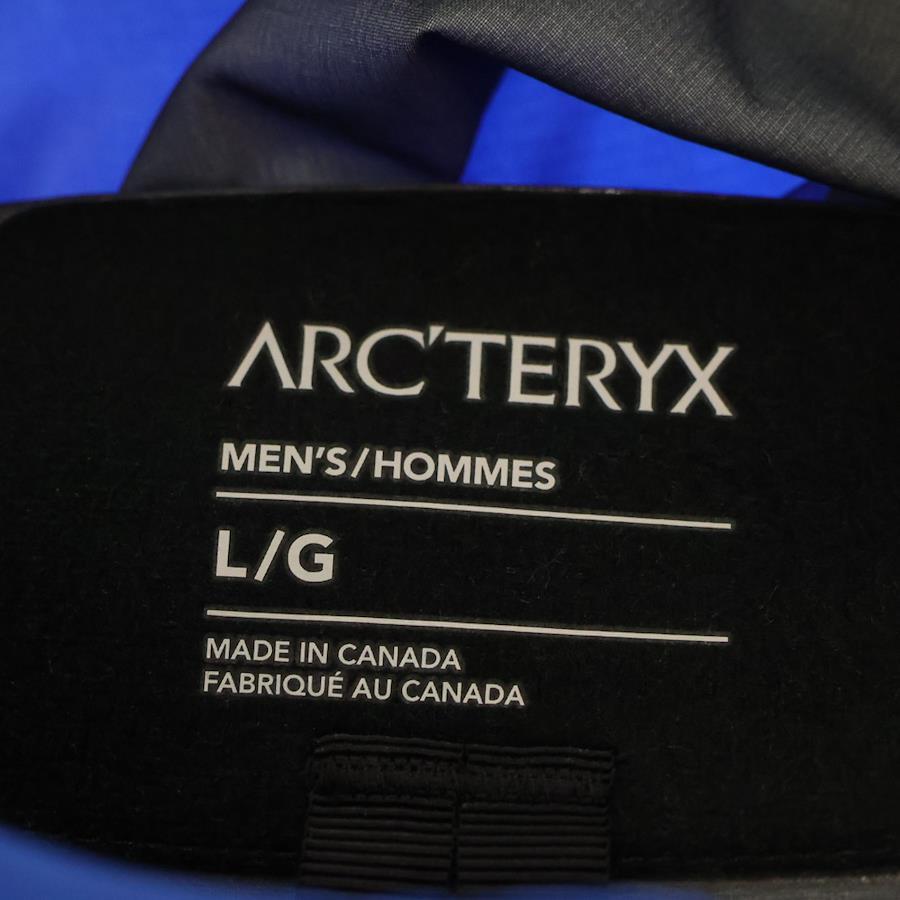 ARC'TERYX
MEN'S/HOMMES
L/G
MADE IN CANADA
FABRIQUÉ AU CANADA